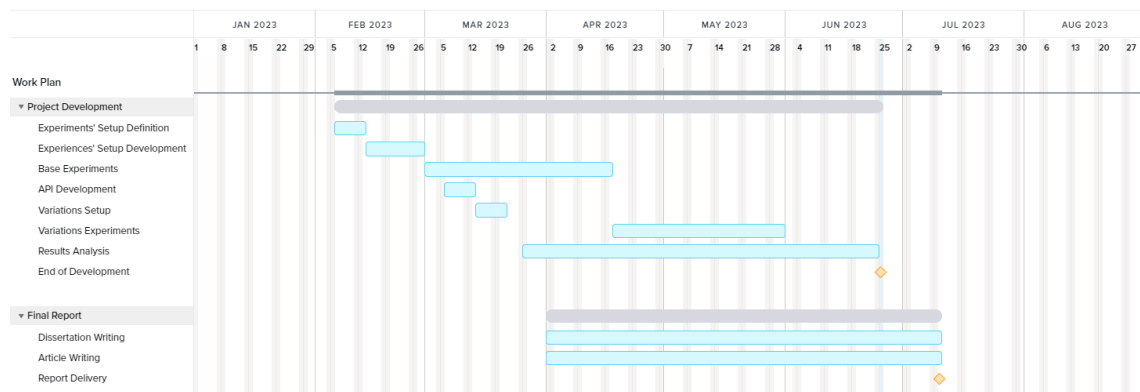 JAN 2023 FEB 2023 MAR 2023 APR 2023 MAY 2023 JUN 2023 JUL 2023 AUG 2023
1 8 15 22 29 5 12 19 26 5 12 19 26 2 9 16 23 30 7 14 21 28 4 11 18 25 2 9 16 23 30 6 13 20 27
Work Plan
Project Development
Experiments' Setup Definition
Experiences' Setup Development
Base Experiments
API Development
Variations Setup
Variations Experiments
Results Analysis
End of Development
Final Report
Dissertation Writing
Article Writing
Report Delivery